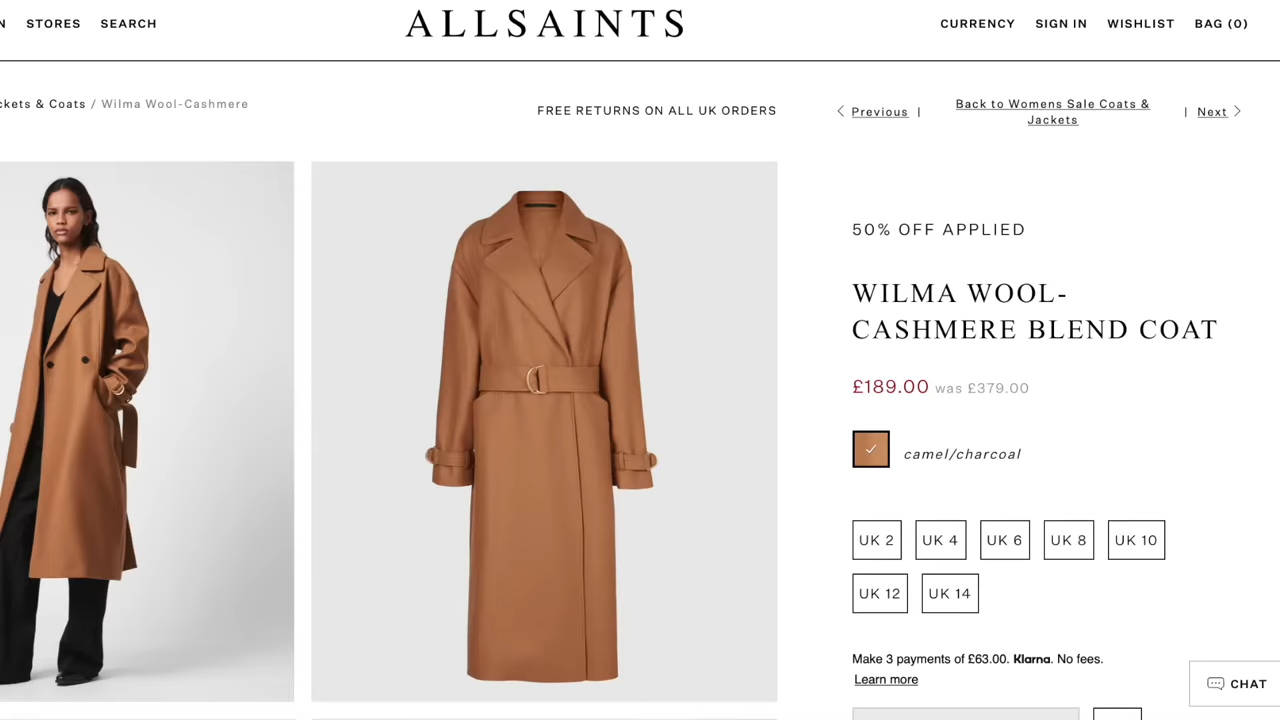 STORES
SEARCH
ALLSAINTS
CURRENCY
SIGN IN
WISHLIST
BAG (0)
Coats / Wilma Wool-Cashmere
FREE RETURNS ON ALL UK ORDERS
Previous |
Back to Womens Sale Coats &
Jackets
| Next
50% OFF APPLIED
WILMA WOOL-
CASHMERE BLEND COAT
£189.00 was £379.00
camel/charcoal
UK 2
UK 4
UK 6
UK 8
UK 10
UK 12
UK 14
Make 3 payments of £63.00. Klarna. No fees.
Learn more
CHAT